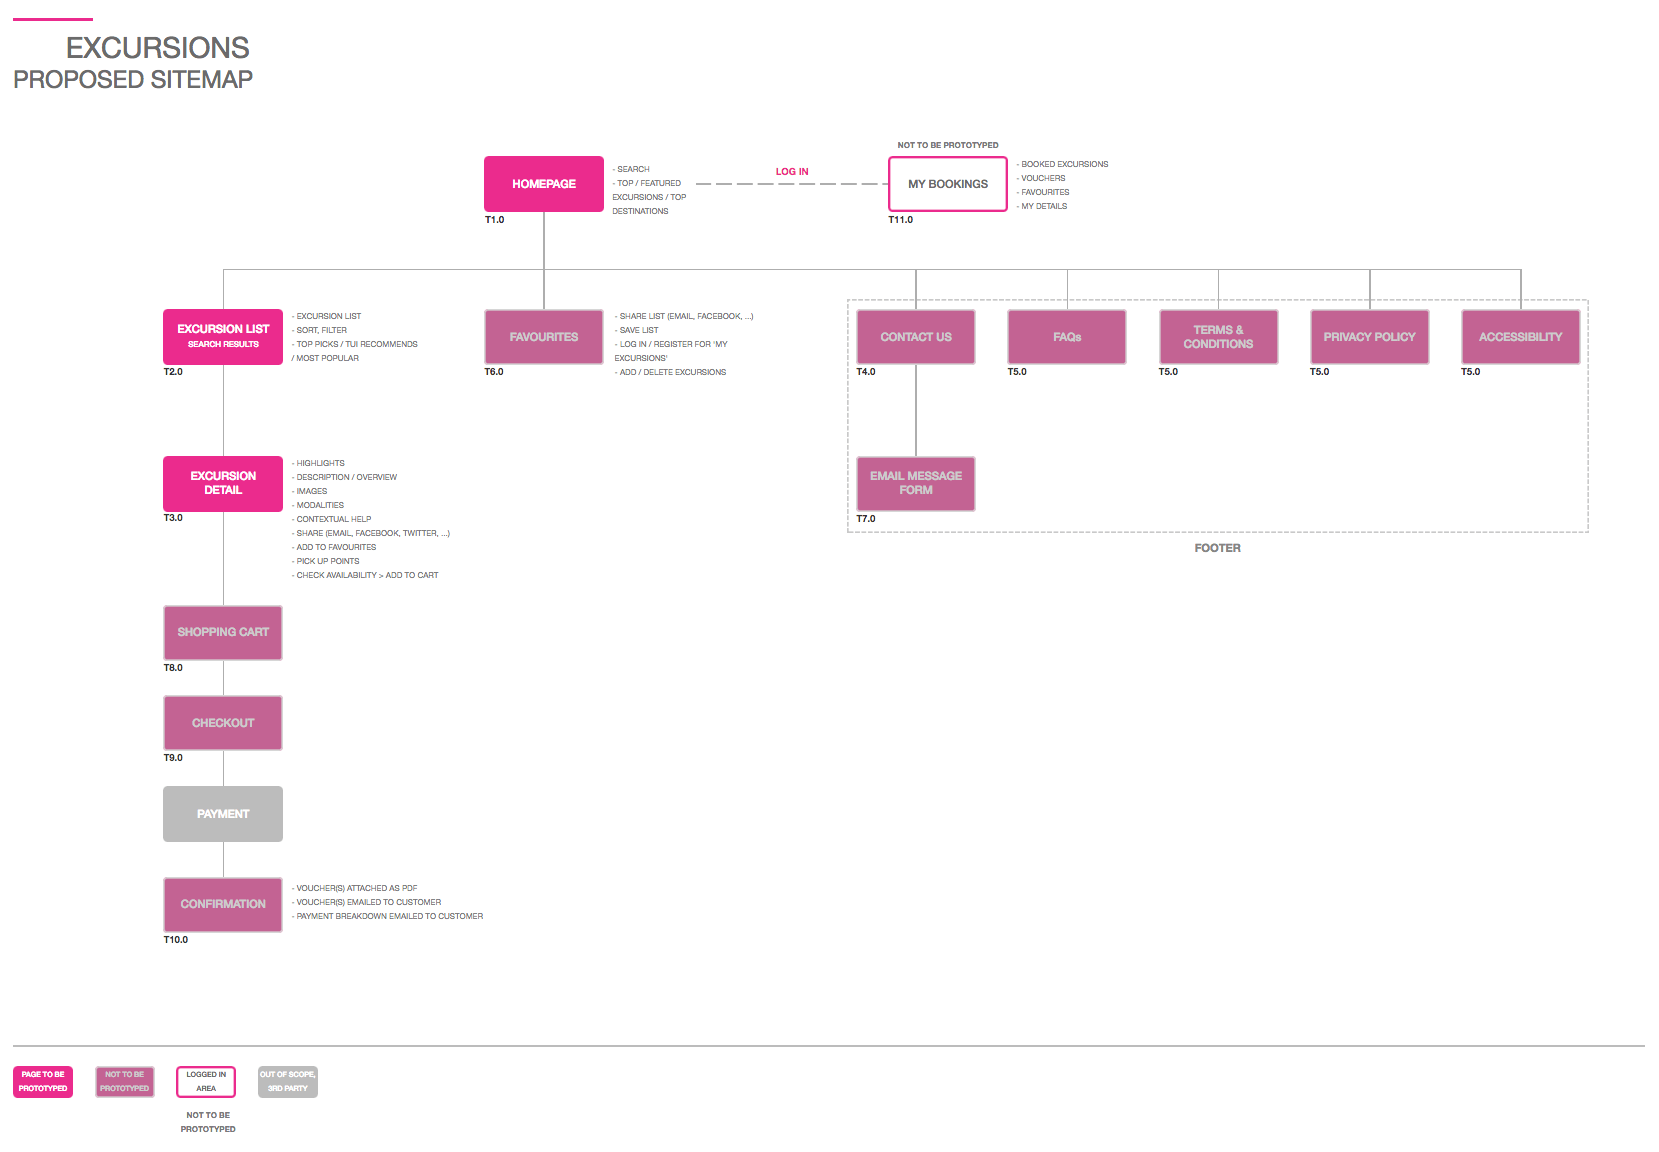 EXCURSIONS
PROPOSED SITEMAP
NOT TO BE PROTOTYPED
HOMEPAGE
T1.0
- SEARCH
- TOP / FEATURED
EXCURSIONS / TOP
DESTINATIONS
LOG IN
MY BOOKINGS
T11.0
- BOOKED EXCURSIONS
- VOUCHERS
- FAVOURITES
- MY DETAILS
EXCURSION LIST
SEARCH RESULTS
T2.0
- EXCURSION LIST
- SORT, FILTER
- TOP PICKS / TUI RECOMMENDS
/ MOST POPULAR
FAVOURITES
T6.0
- SHARE LIST (EMAIL, FACEBOOK, ...)
- SAVE LIST
- LOG IN / REGISTER FOR 'MY
EXCURSIONS'
- ADD / DELETE EXCURSIONS
CONTACT US
T4.0
FAQs
T5.0
TERMS &
CONDITIONS
T5.0
PRIVACY POLICY
T5.0
ACCESSIBILITY
T5.0
EXCURSION
DETAIL
T3.0
- HIGHLIGHTS
- DESCRIPTION / OVERVIEW
- IMAGES
- MODALITIES
- CONTEXTUAL HELP
- SHARE (EMAIL, FACEBOOK, TWITTER, ...)
- ADD TO FAVOURITES
- PICK UP POINTS
- CHECK AVAILABILITY > ADD TO CART
EMAIL MESSAGE
FORM
T7.0
FOOTER
SHOPPING CART
T8.0
CHECKOUT
T9.0
PAYMENT
CONFIRMATION
T10.0
- VOUCHER(S) ATTACHED AS PDF
- VOUCHER(S) EMAILED TO CUSTOMER
- PAYMENT BREAKDOWN EMAILED TO CUSTOMER
PAGE TO BE
PROTOTYPED
NOT TO BE
PROTOTYPED
LOGGED IN
AREA
NOT TO BE
PROTOTYPED
OUT OF SCOPE,
3RD PARTY